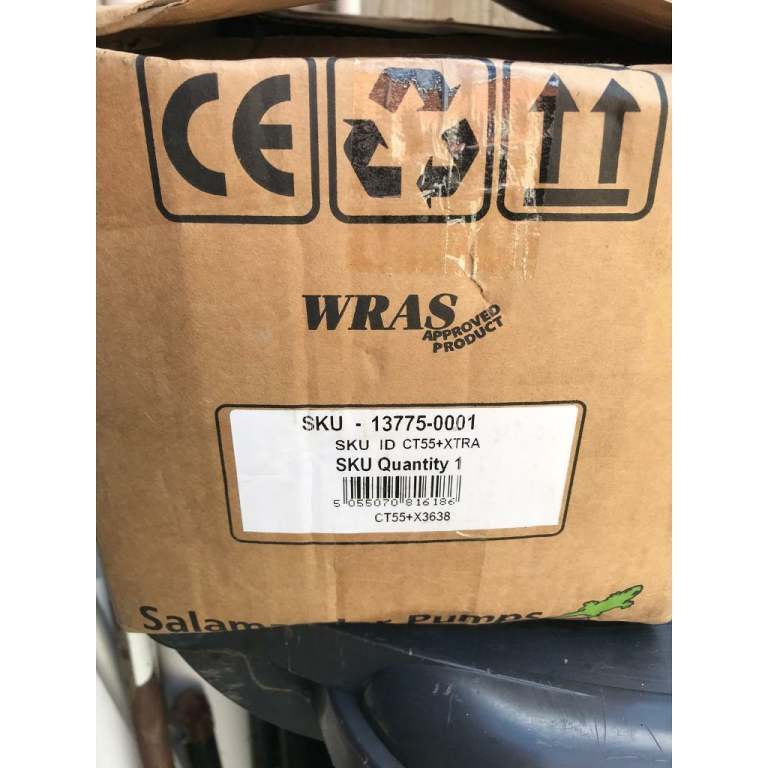 CE
WRAS
APPROVED
PRODUCT
SKU - 13775-0001
SKU ID CT55+XTRA
SKU Quantity 1
5 055070 816186
CT55+X3638
Salamander Pumps